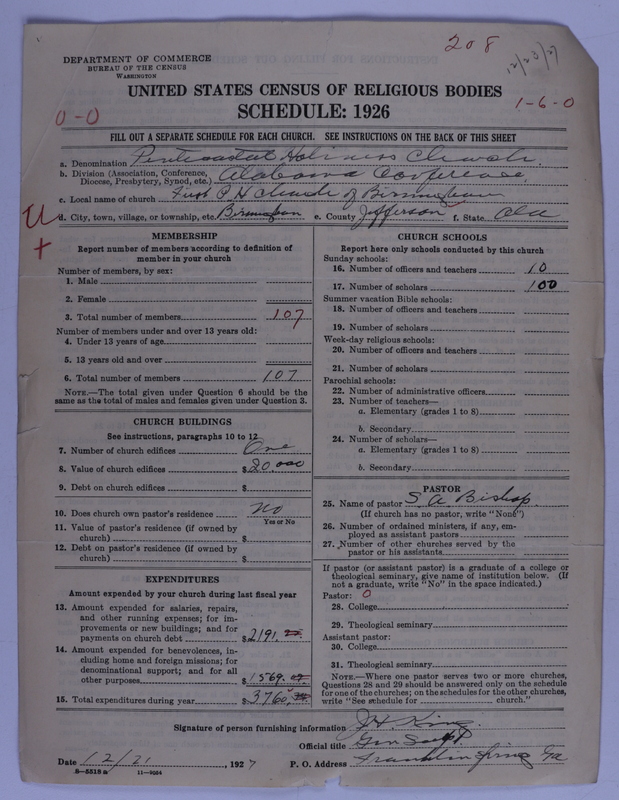 208
12/23/27
DEPARTMENT OF COMMERCE
BUREAU OF THE CENSUS
WASHINGTON
UNITED STATES CENSUS OF RELIGIOUS BODIES
SCHEDULE: 1926
0-0
1-6-0
FILL OUT A SEPARATE SCHEDULE FOR EACH CHURCH. SEE INSTRUCTIONS ON THE BACK OF THIS SHEET
a. Denomination Pentecostal Holiness Church
b. Division (Association, Conference, Diocese, Presbytery, Synod, etc.) Alabama Conference
c. Local name of church First P H Church of Birmingham
d. City, town, village, or township, etc. Birmingham e. County Jefferson f. State Ala
MEMBERSHIP
Report number of members according to definition of
member in your church
Number of members, by sex:
1. Male
2. Female
3. Total number of members 107
Number of members under and over 13 years old:
4. Under 13 years of age
5. 13 years old and over
6. Total number of members 107
NOTE.—The total given under Question 6 should be
same as the total of males and females given under Question 3.
CHURCH BUILDINGS
See instructions, paragraphs 10 to 12
7. Number of church edifices One
8. Value of church edifices $20,000
9. Debt on church edifices $
10. Does church own pastor's residence No
Yes or No
11. Value of pastor's residence (if owned by
church) $
12. Debt on pastor's residence (if owned by
church) $
EXPENDITURES
Amount expended by your church during last fiscal year
13. Amount expended for salaries, repairs,
and other running expenses; for im-
provements or new buildings; and for
payments on church debt $2191.
14. Amount expended for benevolences, in-
cluding home and foreign missions; for
denominational support; and for all
other purposes $1569.
15. Total expenditures during year $3760.
CHURCH SCHOOLS
Report here only schools conducted by this church
Sunday schools:
16. Number of officers and teachers 10
17. Number of scholars 100
Summer vacation Bible schools:
18. Number of officers and teachers
19. Number of scholars
Week-day religious schools:
20. Number of officers and teachers
21. Number of scholars
Parochial schools:
22. Number of administrative officers
23. Number of teachers—
a. Elementary (grades 1 to 8)
b. Secondary
24. Number of scholars—
a. Elementary (grades 1 to 8)
b. Secondary
PASTOR
25. Name of pastor S A Bishop
(If church has no pastor, write "None")
26. Number of ordained ministers, if any, em-
ployed as assistant pastors
27. Number of other churches served by the
pastor or his assistants
If pastor (or assistant pastor) is a graduate of a college or
theological seminary, give name of institution below. (If
not a graduate, write "No" in the space indicated.)
Pastor: 0
28. College
29. Theological seminary
Assistant pastor:
30. College
31. Theological seminary
NOTE.—Where one pastor serves two or more churches,
Questions 28 and 29 should be answered only on the schedule
for one of the churches; on the schedules for the other churches,
write "See schedule for church."
Signature of person furnishing information J H King
Official title Gen Supt
Date 12/21, 1927 P. O. Address Franklin Springs Ga
8-5518a 11-9024